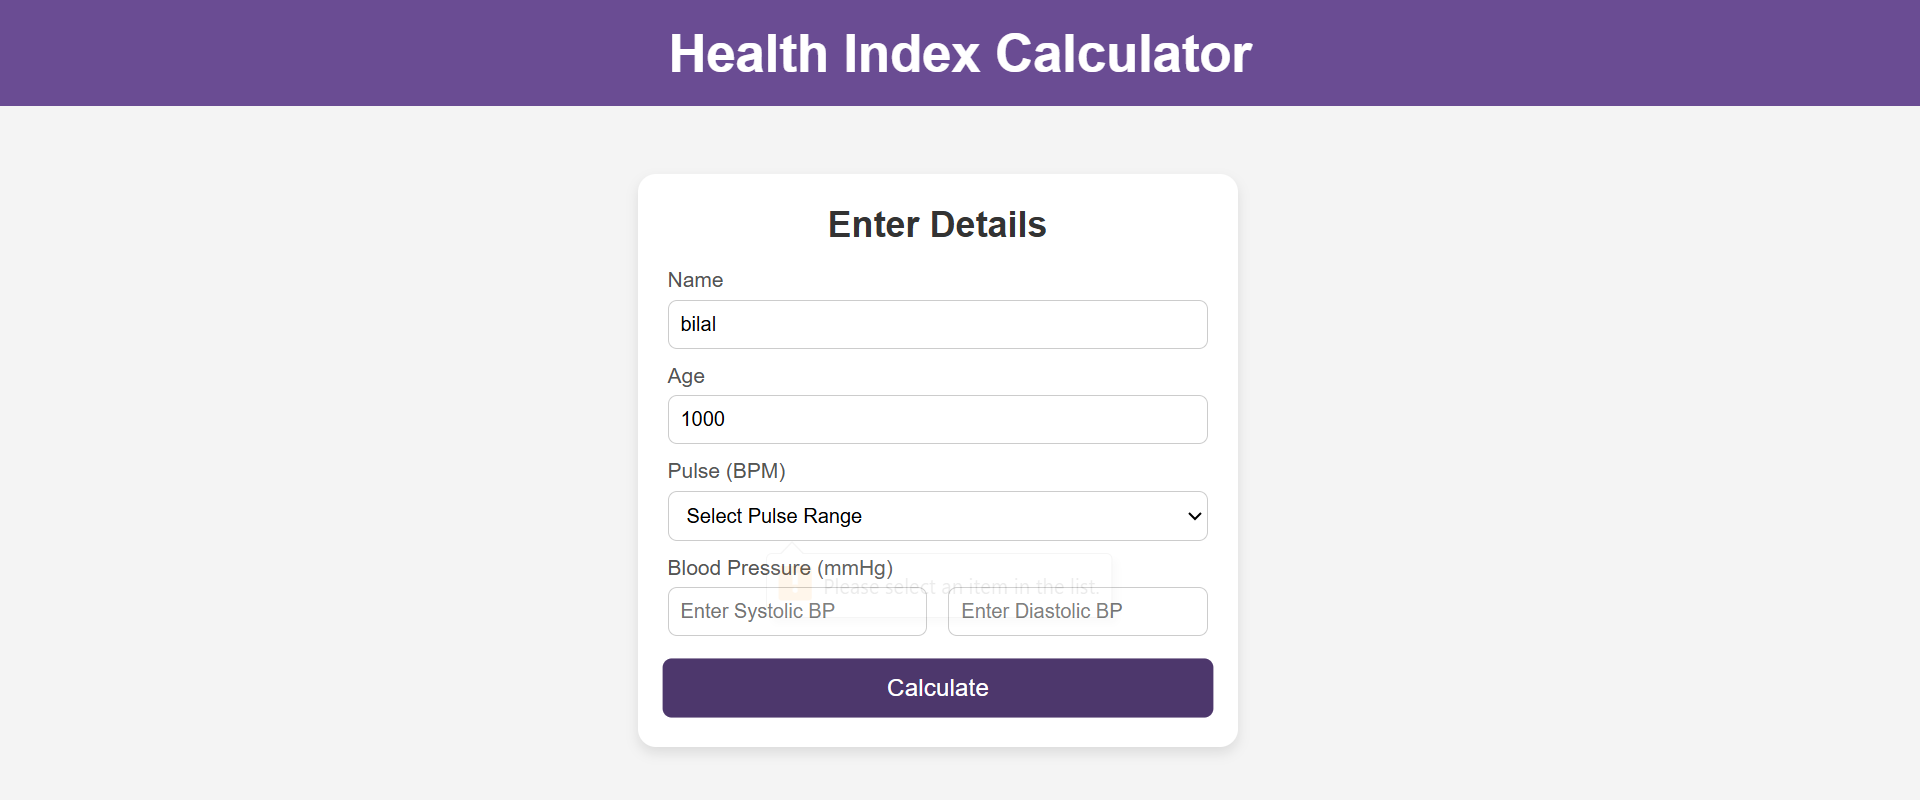 Health Index Calculator
Enter Details
Name
bilal
Age
1000
Pulse (BPM)
Select Pulse Range
Blood Pressure (mmHg)
Please select an item in the list.
Enter Systolic BP
Enter Diastolic BP
Calculate